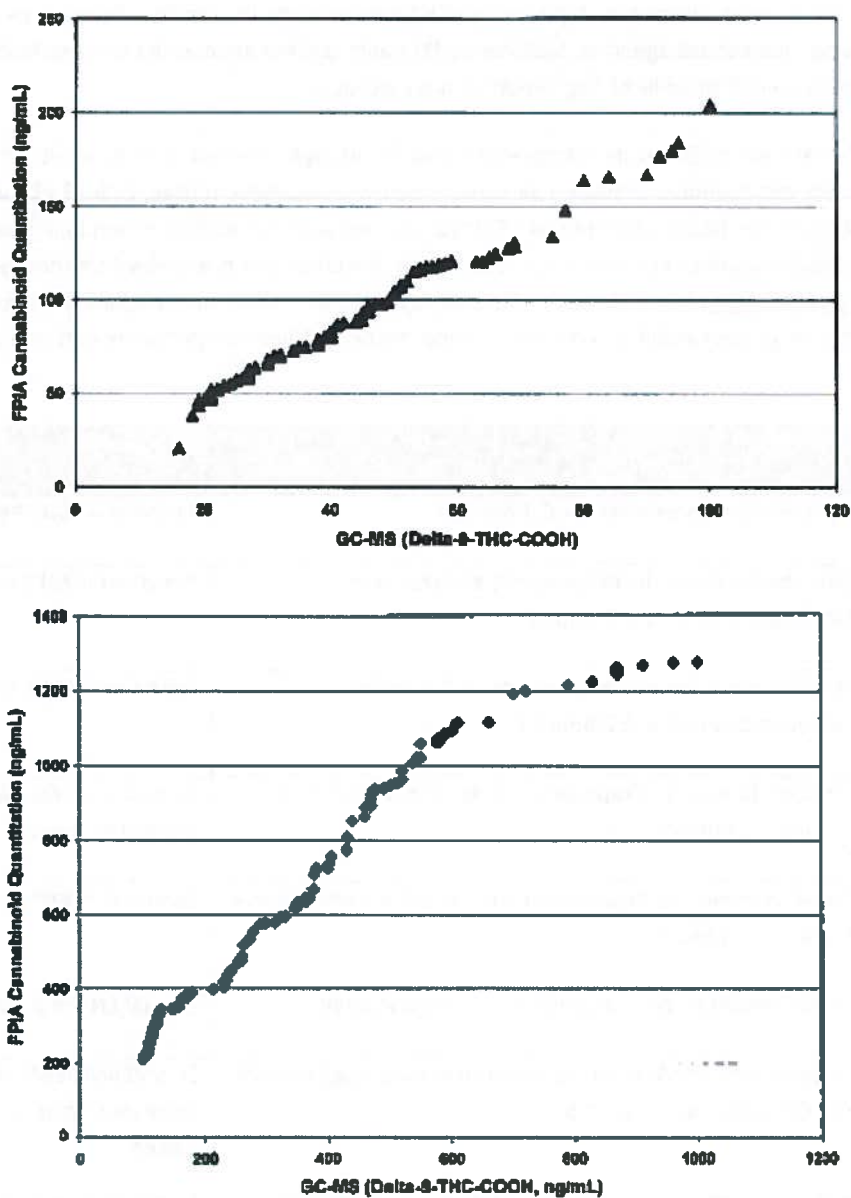 FPIA Cannabinoid Quantitation (ng/mL)
250
200
150
100
50
0
0 20 40 60 80 100 120
GC-MS (Delta-9-THC-COOH)
FPIA Cannabinoid Quantitation (ng/mL)
1400
1200
1000
800
600
400
200
0
0 200 400 600 800 1000 1200
GC-MS (Delta-9-THC-COOH, ng/mL)